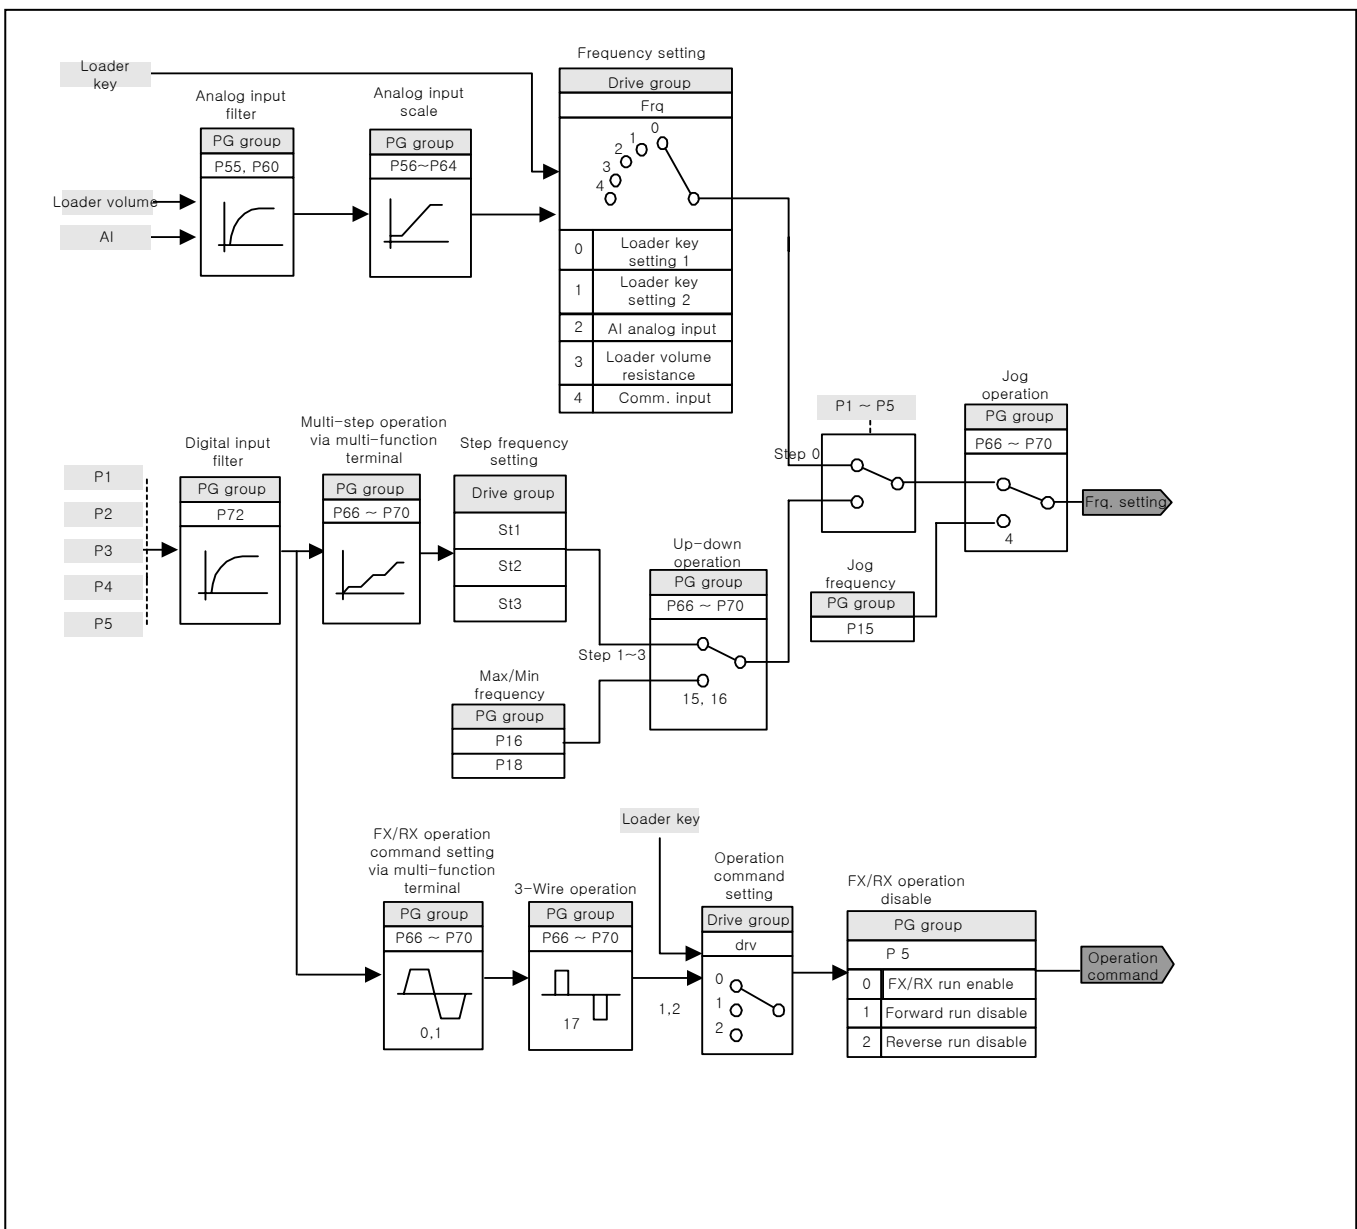 Loader
key
Analog input
filter
PG group
P55, P60
Loader volume
AI
Analog input
scale
PG group
P56~P64
Frequency setting
Drive group
Frq
0
1
2
3
4
0 Loader key
setting 1
1 Loader key
setting 2
2 AI analog input
3 Loader volume
resistance
4 Comm. input
P1 ~ P5
Step 0
Jog
operation
PG group
P66 ~ P70
4
Frq. setting
Jog
frequency
PG group
P15
P1
P2
P3
P4
P5
Digital input
filter
PG group
P72
Multi-step operation
via multi-function
terminal
PG group
P66 ~ P70
Step frequency
setting
Drive group
St1
St2
St3
Up-down
operation
PG group
P66 ~ P70
Step 1~3
15, 16
Max/Min
frequency
PG group
P16
P18
FX/RX operation
command setting
via multi-function
terminal
PG group
P66 ~ P70
0,1
3-Wire operation
PG group
P66 ~ P70
17
Loader key
1,2
Operation
command
setting
Drive group
drv
0
1
2
FX/RX operation
disable
PG group
P 5
0 FX/RX run enable
1 Forward run disable
2 Reverse run disable
Operation
command